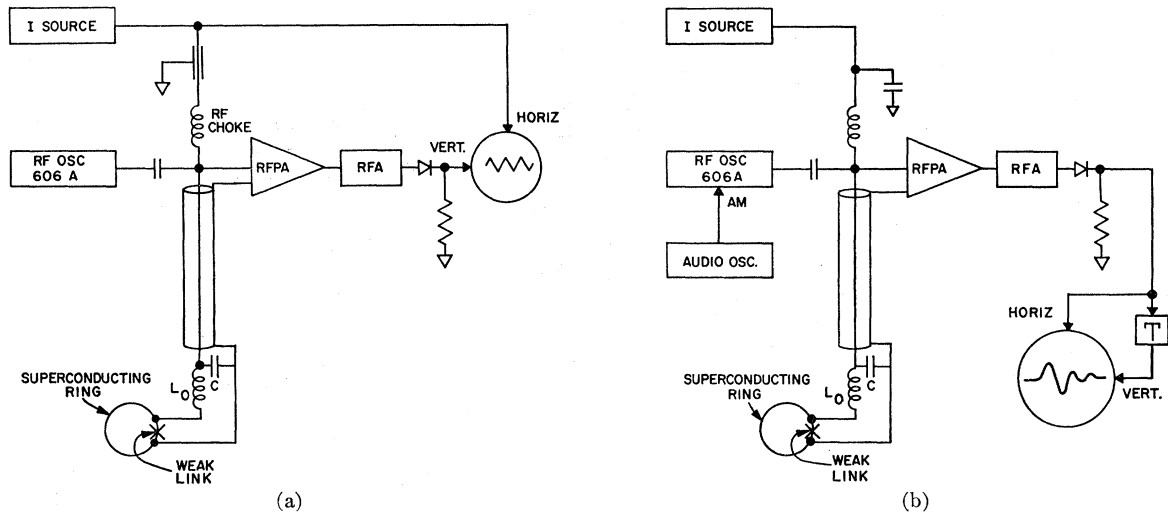 I SOURCE
RF
CHOKE
HORIZ
RF OSC
606 A
RFPA
RFA
VERT.
SUPERCONDUCTING
RING
L₀
C
WEAK
LINK
(a)
I SOURCE
RF OSC
606A
AM
RFPA
RFA
AUDIO OSC.
HORIZ
T
VERT.
SUPERCONDUCTING
RING
L₀
C
WEAK
LINK
(b)